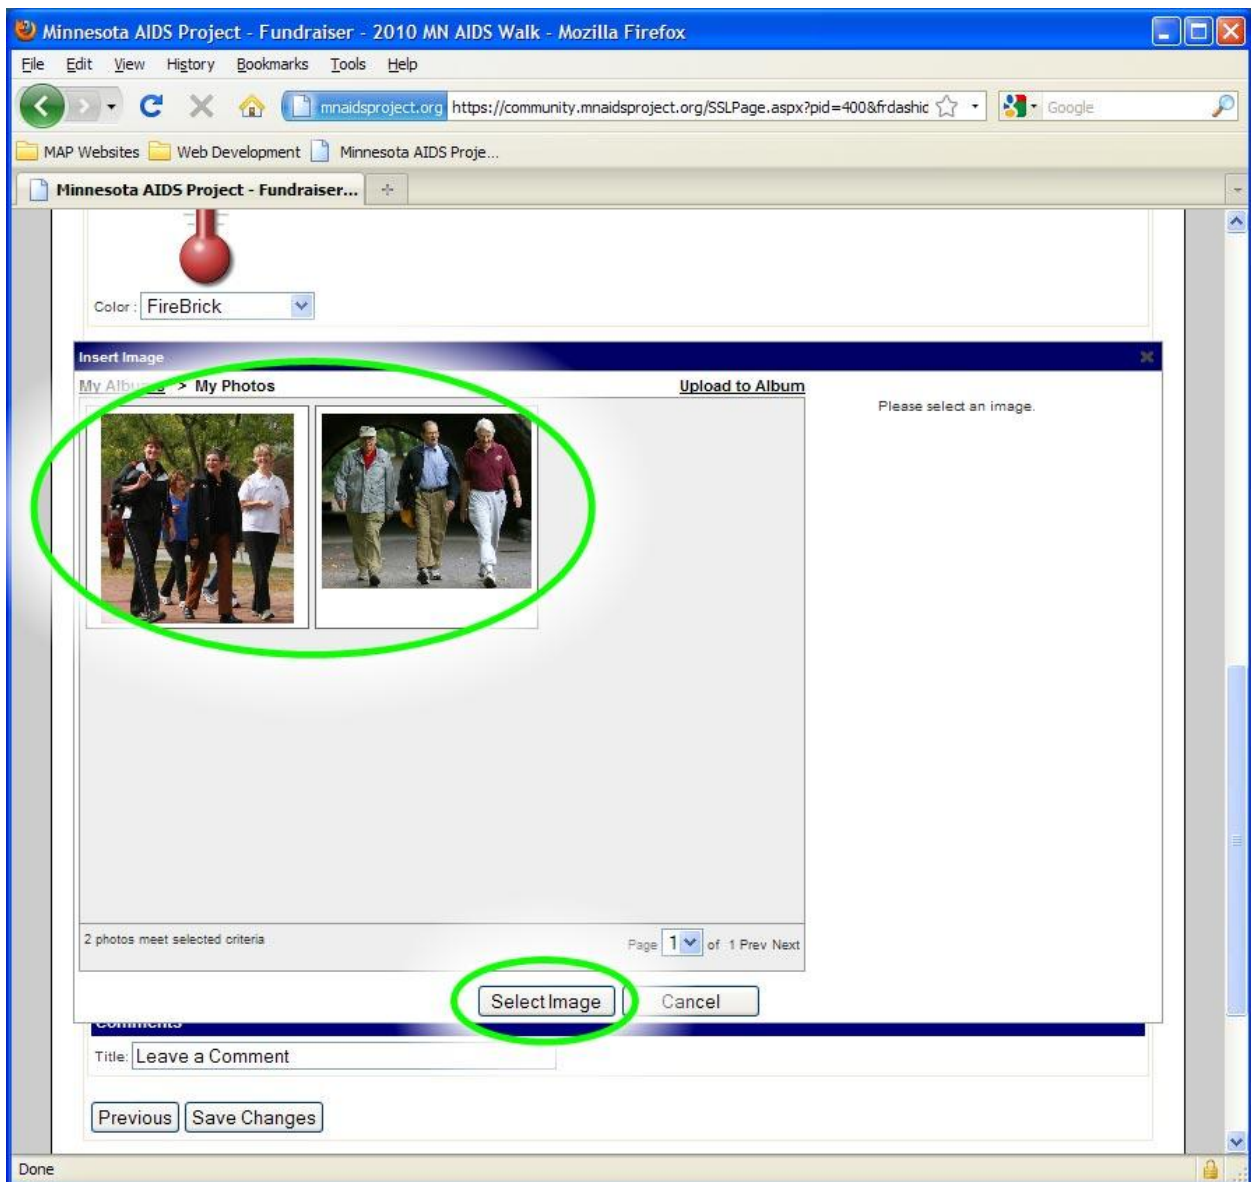 Minnesota AIDS Project - Fundraiser - 2010 MN AIDS Walk - Mozilla Firefox
File Edit View History Bookmarks Tools Help
mnaidsproject.org https://community.mnaidsproject.org/SSLPage.aspx?pid=400&frdashic Google
MAP Websites Web Development Minnesota AIDS Proje...
Minnesota AIDS Project - Fundraiser...
Color : FireBrick
Insert Image
My Albums > My Photos Upload to Album
Please select an image.
2 photos meet selected criteria Page 1 of 1 Prev Next
Select Image Cancel
Comments
Title: Leave a Comment
Previous Save Changes
Done